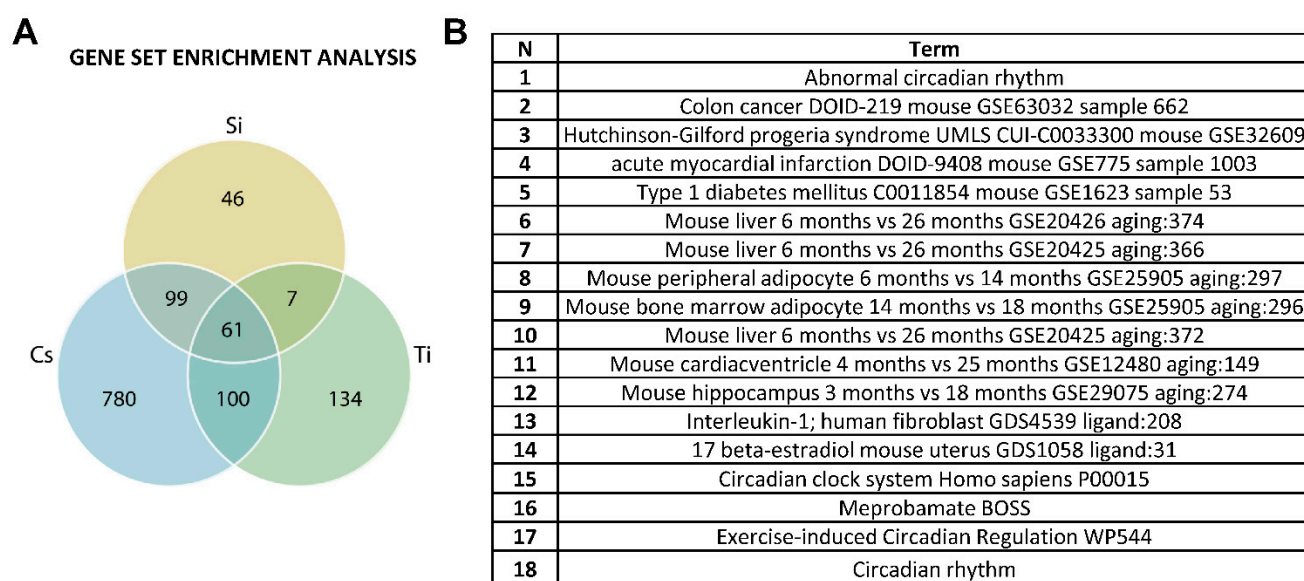 A
GENE SET ENRICHMENT ANALYSIS
Si
46
99
7
61
Cs
Ti
780
100
134
B
N Term
1 Abnormal circadian rhythm
2 Colon cancer DOID-219 mouse GSE63032 sample 662
3 Hutchinson-Gilford progeria syndrome UMLS CUI-C0033300 mouse GSE32609
4 acute myocardial infarction DOID-9408 mouse GSE775 sample 1003
5 Type 1 diabetes mellitus C0011854 mouse GSE1623 sample 53
6 Mouse liver 6 months vs 26 months GSE20426 aging:374
7 Mouse liver 6 months vs 26 months GSE20425 aging:366
8 Mouse peripheral adipocyte 6 months vs 14 months GSE25905 aging:297
9 Mouse bone marrow adipocyte 14 months vs 18 months GSE25905 aging:296
10 Mouse liver 6 months vs 26 months GSE20425 aging:372
11 Mouse cardiacventricle 4 months vs 25 months GSE12480 aging:149
12 Mouse hippocampus 3 months vs 18 months GSE29075 aging:274
13 Interleukin-1; human fibroblast GDS4539 ligand:208
14 17 beta-estradiol mouse uterus GDS1058 ligand:31
15 Circadian clock system Homo sapiens P00015
16 Meprobamate BOSS
17 Exercise-induced Circadian Regulation WP544
18 Circadian rhythm